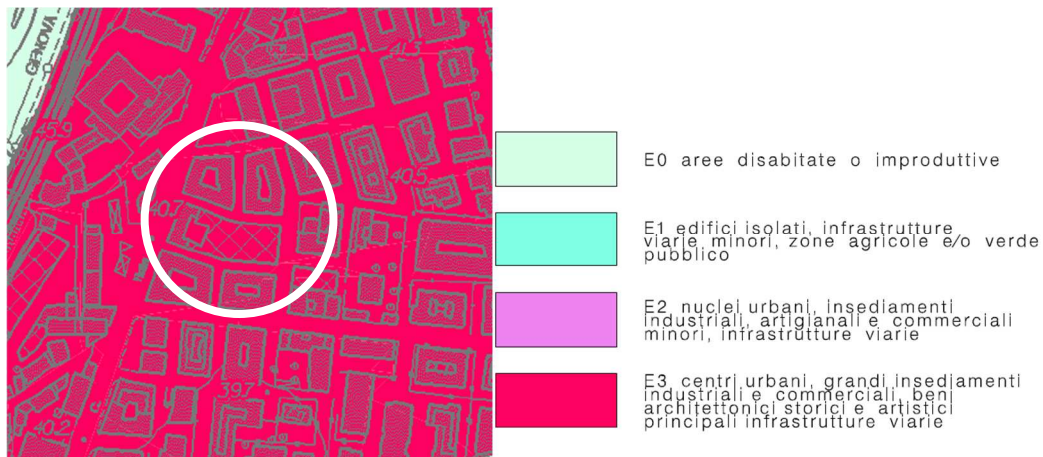 GENOVA
41.3
45.9
40.5
40.7
39.7
40.2
E0 aree disabitate o improduttive
E1 edifici isolati, infrastrutture
viarie minori, zone agricole e/o verde
pubblico
E2 nuclei urbani, insediamenti
industriali, artigianali e commerciali
minori, infrastrutture viarie
E3 centri urbani, grandi insediamenti
industriali e commerciali, beni
architettonici storici e artistici
principali infrastrutture viarie